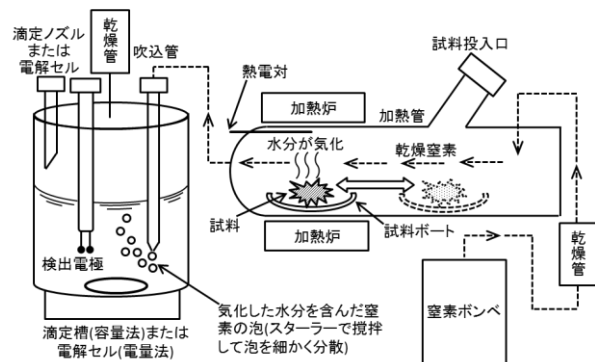 滴定ノズル
または
電解セル
乾
燥
管
吹込管
熱電対
加熱炉
加熱管
試料投入口
水分が気化
乾燥窒素
試料
試料ボート
加熱炉
検出電極
乾
燥
管
窒素ボンベ
気化した水分を含んだ窒
素の泡(スターラーで撹拌
して泡を細かく分散)
滴定槽(容量法)または
電解セル(電量法)